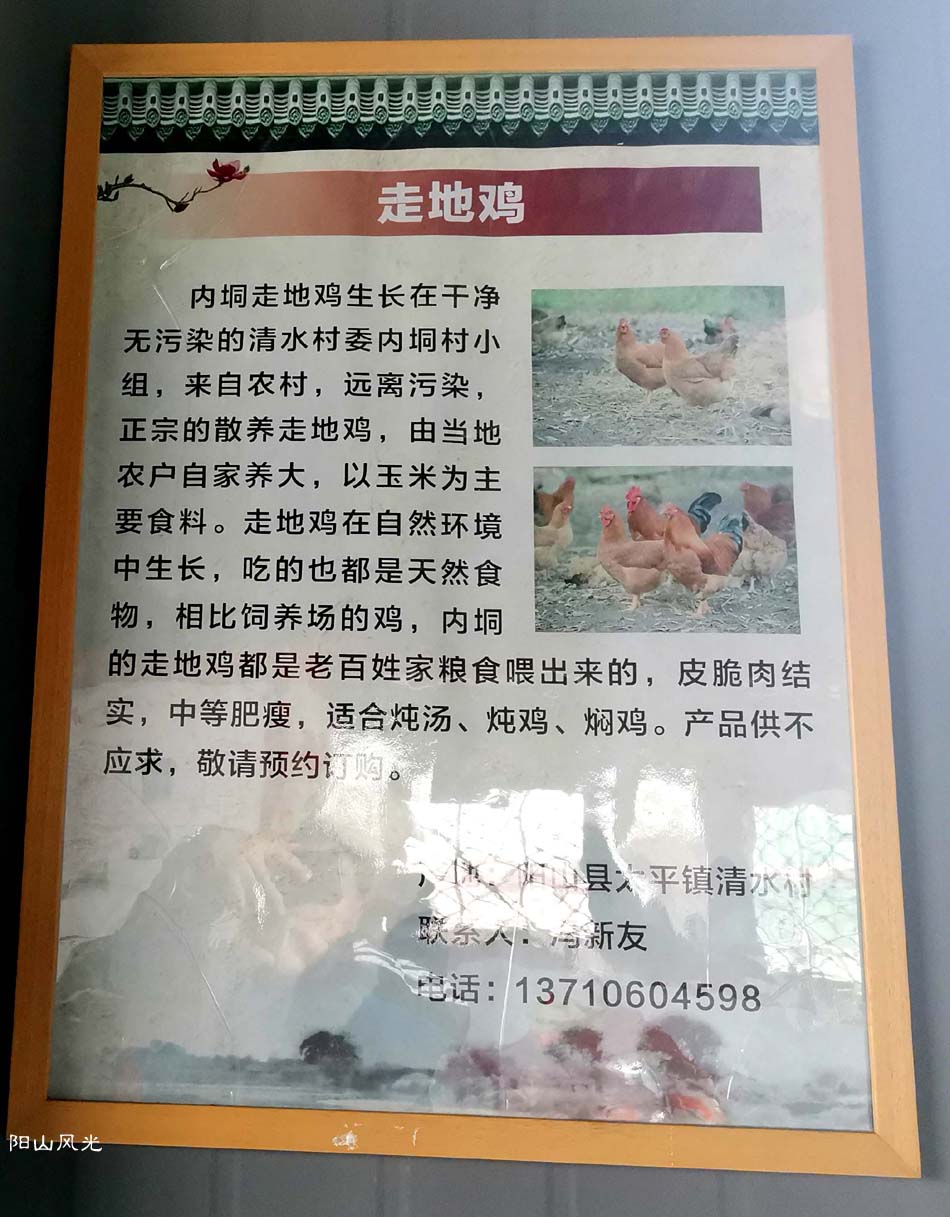 走地鸡
内垌走地鸡生长在干净
无污染的清水村委内垌村小
组，来自农村，远离污染，
正宗的散养走地鸡，由当地
农户自家养大，以玉米为主
要食料。走地鸡在自然环境
中生长，吃的也都是天然食
物，相比饲养场的鸡，内垌
的走地鸡都是老百姓家粮食喂出来的，皮脆肉结
实，中等肥瘦，适合炖汤、炖鸡、焖鸡。产品供不
应求，敬请预约订购。
阳山县太平镇清水村
联系人：新友
电话：13710604598
阳山风光